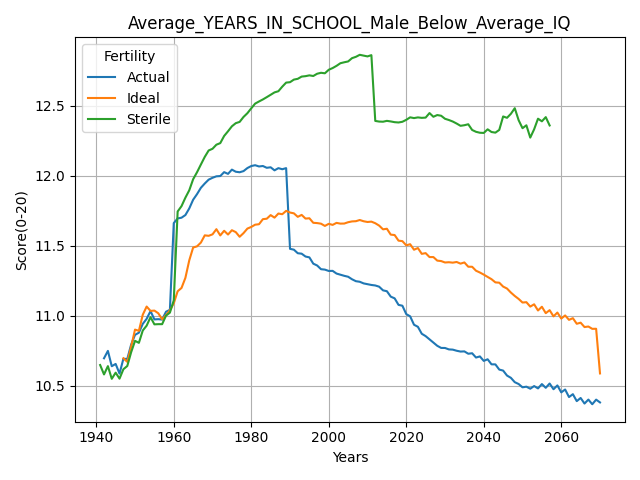 Average_YEARS_IN_SCHOOL_Male_Below_Average_IQ
Fertility
Actual
Ideal
Sterile
Score(0-20)
12.5
12.0
11.5
11.0
10.5
1940
1960
1980
2000
2020
2040
2060
Years